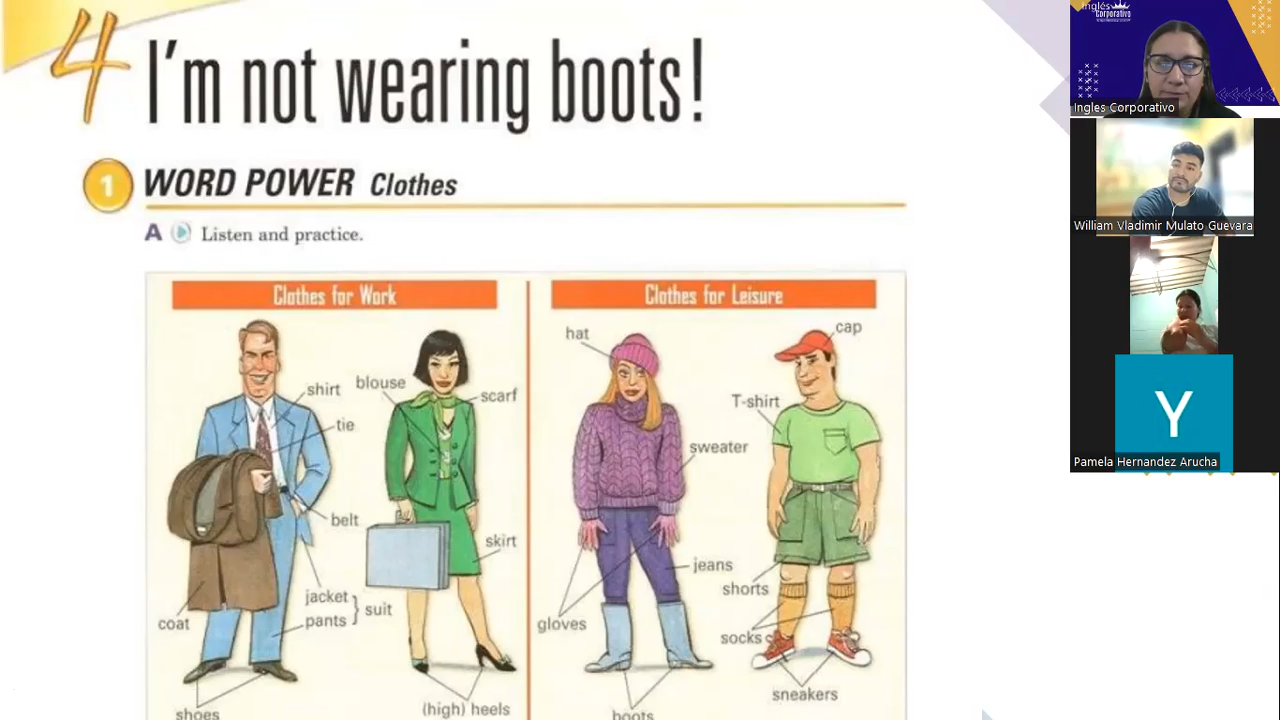 4 I'm not wearing boots!
1 WORD POWER Clothes
A Listen and practice.
Clothes for Work
shirt
blouse
scarf
tie
belt
skirt
jacket
pants
suit
coat
shoes
(high) heels
Clothes for Leisure
hat
cap
T-shirt
sweater
jeans
shorts
gloves
socks
sneakers
boots
Inglés
Corporativo
Ingles Corporativo
William Vladimir Mulato Guevara
Y
Pamela Hernandez Arucha